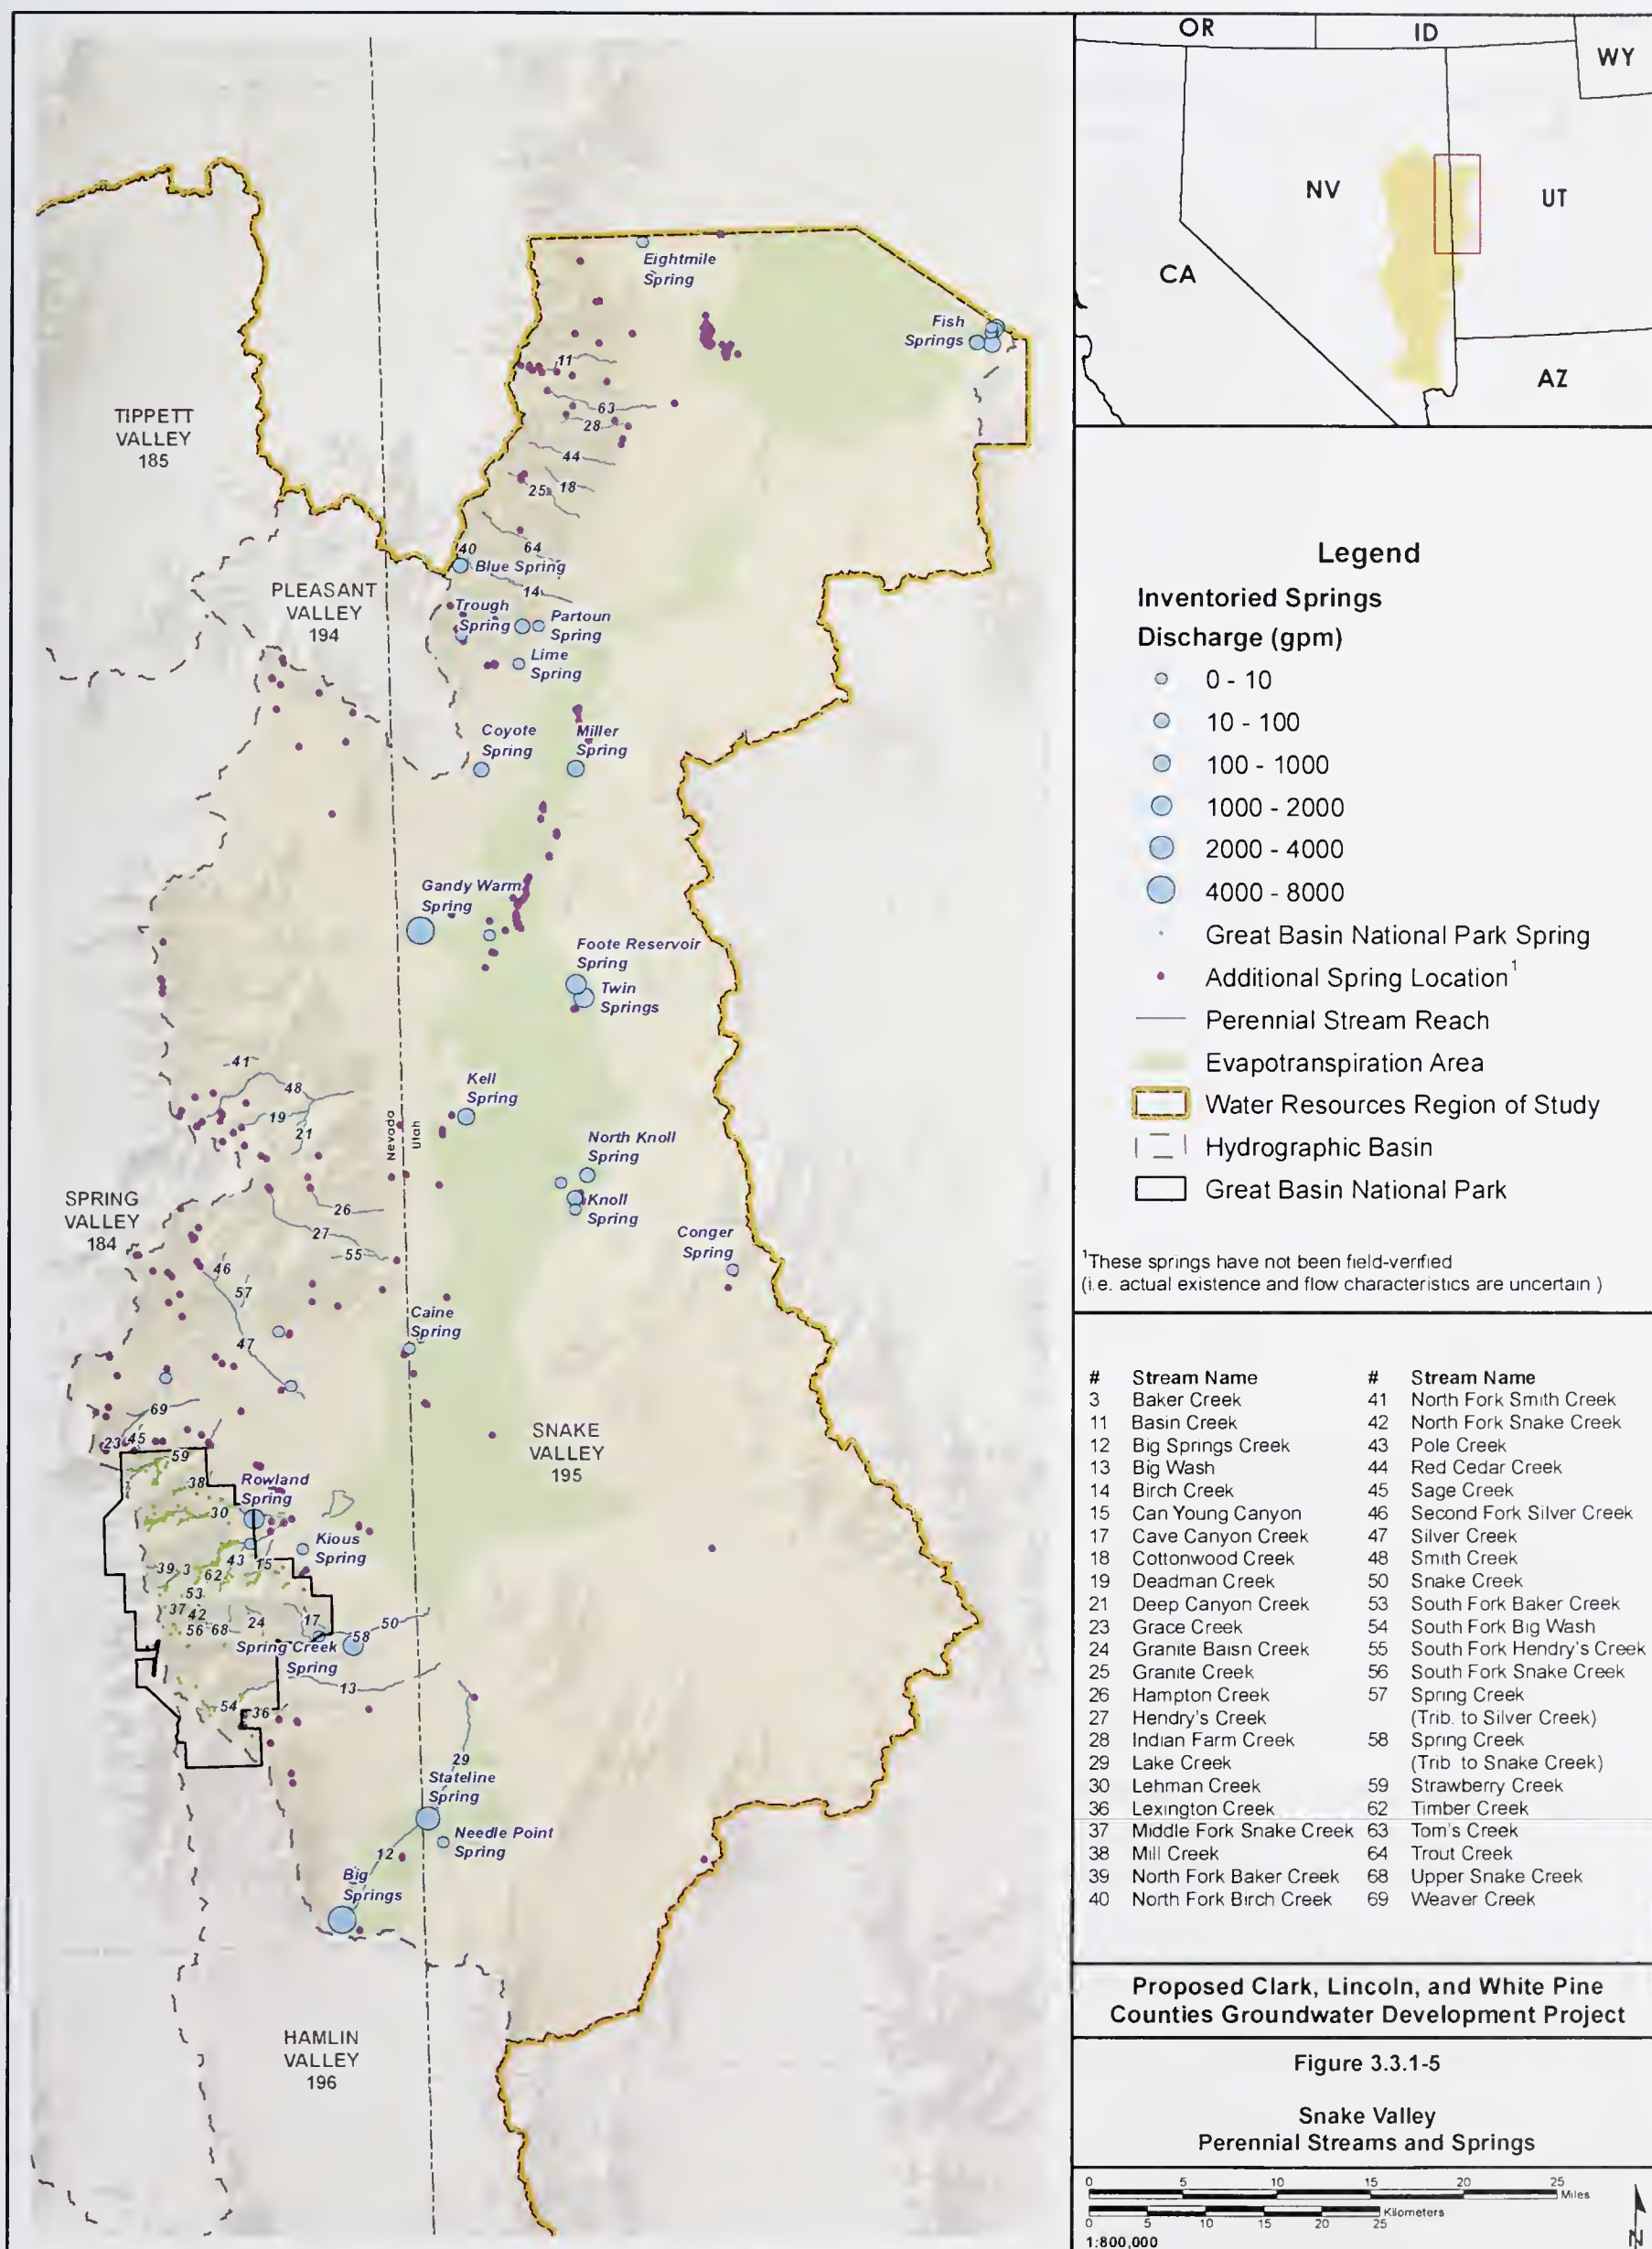 OR
ID
WY
NV
UT
CA
AZ
Eightmile
Spring
Fish
Springs
11
63
28
44
25
18
TIPPETT
VALLEY
185
40
64
Blue Spring
14
PLEASANT
VALLEY
194
Trough
Spring
Partoun
Spring
Lime
Spring
Coyote
Spring
Miller
Spring
Gandy Warm
Spring
Foote Reservoir
Spring
Twin
Springs
41
48
19
21
Kell
Spring
Nevada
Utah
North Knoll
Spring
Knoll
Spring
26
27
55
SPRING
VALLEY
184
Conger
Spring
46
57
47
Caine
Spring
69
23
45
59
SNAKE
VALLEY
195
38
Rowland
Spring
30
Kious
Spring
43
15
39
3
62
53
37
42
56
68
24
17
50
58
Spring Creek
Spring
13
54
36
29
Stateline
Spring
Needle Point
Spring
12
Big
Springs
HAMLIN
VALLEY
196
Legend
Inventoried Springs
Discharge (gpm)
0 - 10
10 - 100
100 - 1000
1000 - 2000
2000 - 4000
4000 - 8000
Great Basin National Park Spring
Additional Spring Location1
Perennial Stream Reach
Evapotranspiration Area
Water Resources Region of Study
Hydrographic Basin
Great Basin National Park
1These springs have not been field-verified
(i.e. actual existence and flow characteristics are uncertain )
# Stream Name # Stream Name
3 Baker Creek 41 North Fork Smith Creek
11 Basin Creek 42 North Fork Snake Creek
12 Big Springs Creek 43 Pole Creek
13 Big Wash 44 Red Cedar Creek
14 Birch Creek 45 Sage Creek
15 Can Young Canyon 46 Second Fork Silver Creek
17 Cave Canyon Creek 47 Silver Creek
18 Cottonwood Creek 48 Smith Creek
19 Deadman Creek 50 Snake Creek
21 Deep Canyon Creek 53 South Fork Baker Creek
23 Grace Creek 54 South Fork Big Wash
24 Granite Baisn Creek 55 South Fork Hendry's Creek
25 Granite Creek 56 South Fork Snake Creek
26 Hampton Creek 57 Spring Creek
27 Hendry's Creek (Trib. to Silver Creek)
28 Indian Farm Creek 58 Spring Creek
29 Lake Creek (Trib to Snake Creek)
30 Lehman Creek 59 Strawberry Creek
36 Lexington Creek 62 Timber Creek
37 Middle Fork Snake Creek 63 Tom's Creek
38 Mill Creek 64 Trout Creek
39 North Fork Baker Creek 68 Upper Snake Creek
40 North Fork Birch Creek 69 Weaver Creek
Proposed Clark, Lincoln, and White Pine
Counties Groundwater Development Project
Figure 3.3.1-5
Snake Valley
Perennial Streams and Springs
0 5 10 15 20 25
Miles
Kilometers
0 5 10 15 20 25
1:800,000
N